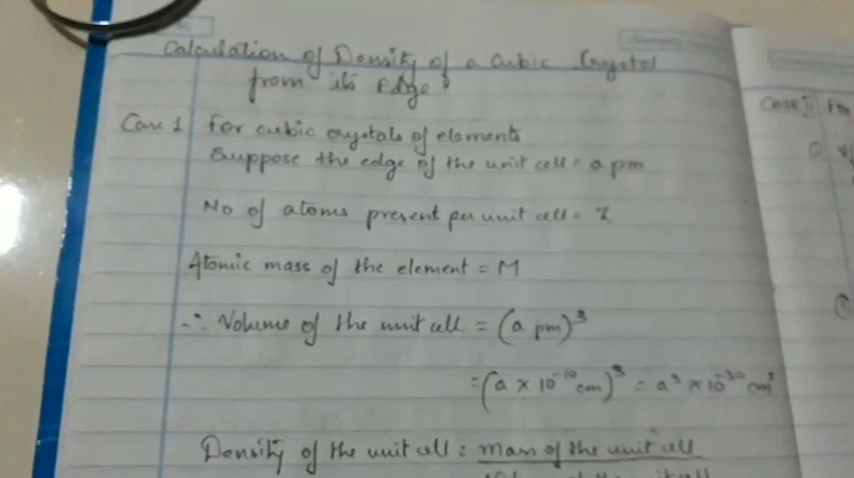 Calculation of Density of a Cubic Crystal
from its Edge
Case 1 For cubic crystals of elements
Suppose the edge of the unit cell = a pm
No of atoms present per unit cell = Z
Atomic mass of the element = M
∴ Volume of the unit cell = (a pm)³
= (a × 10⁻¹⁰ cm)³ = a³ × 10⁻³⁰ cm³
Density of the unit cell = mass of the unit cell
Case II For